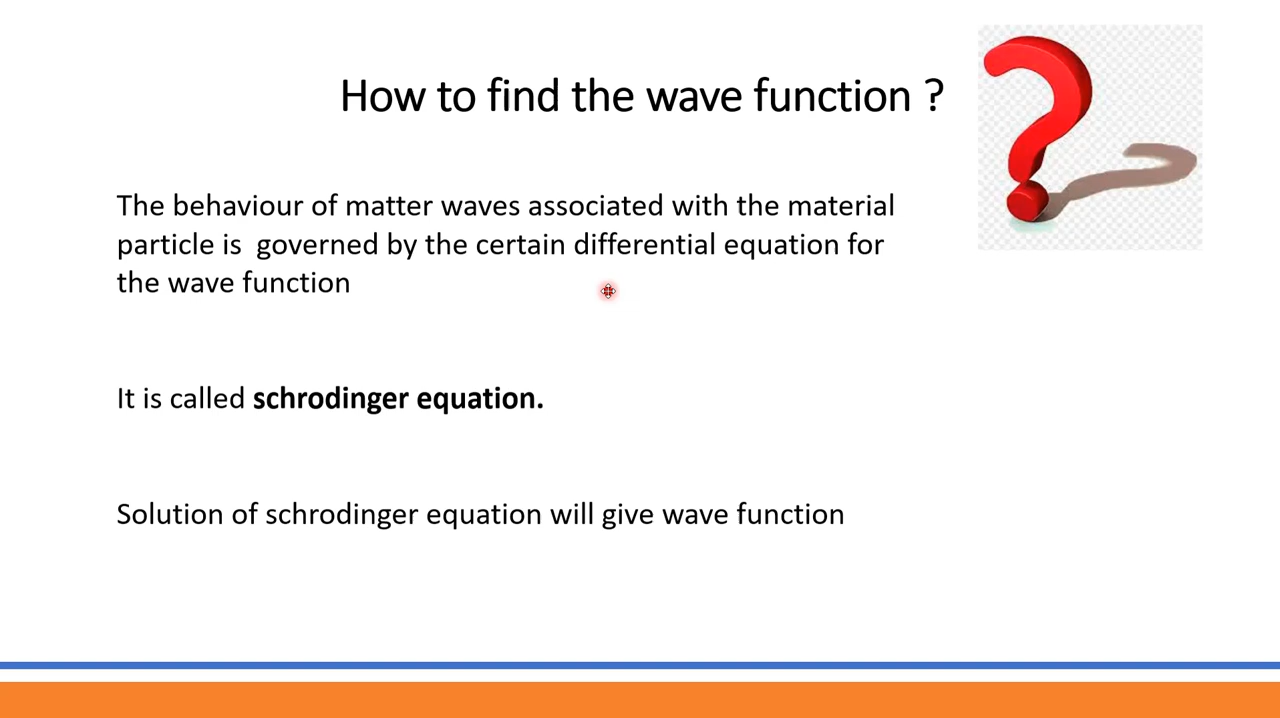 How to find the wave function ?
The behaviour of matter waves associated with the material
particle is  governed by the certain differential equation for
the wave function
It is called schrodinger equation.
Solution of schrodinger equation will give wave function